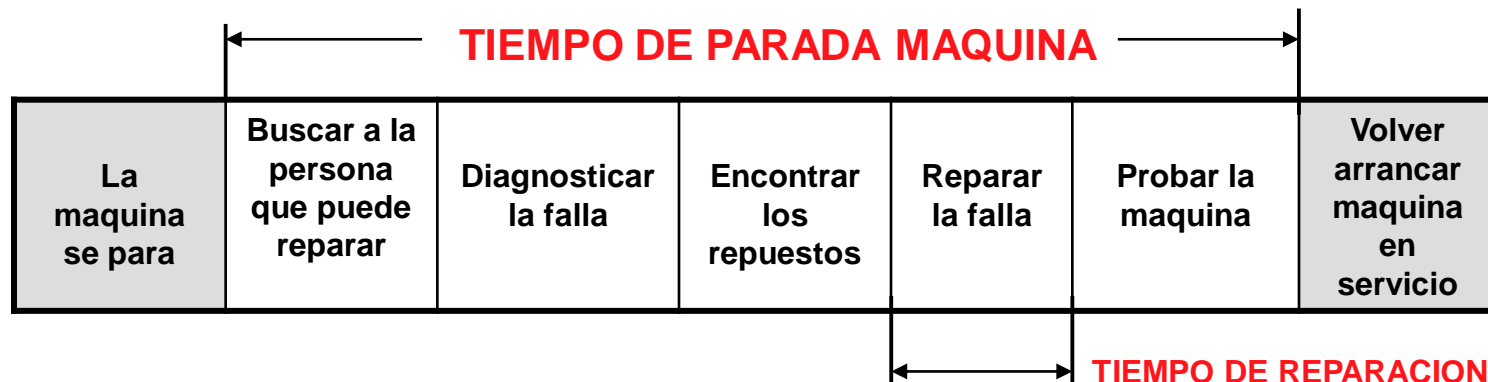 TIEMPO DE PARADA MAQUINA
La
maquina
se para
Buscar a la
persona
que puede
reparar
Diagnosticar
la falla
Encontrar
los
repuestos
Reparar
la falla
Probar la
maquina
Volver
arrancar
maquina
en
servicio
TIEMPO DE REPARACION